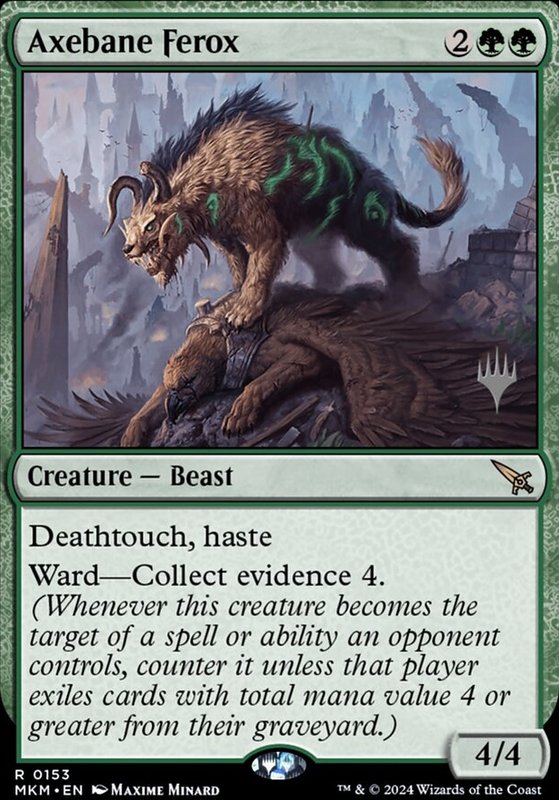 Axebane Ferox 2
Creature — Beast
Deathtouch, haste
Ward—Collect evidence 4.
(Whenever this creature becomes the
target of a spell or ability an opponent
controls, counter it unless that player
exiles cards with total mana value 4 or
greater from their graveyard.)
4/4
R 0153
MKM • EN Maxime Minard ™ & © 2024 Wizards of the Coast